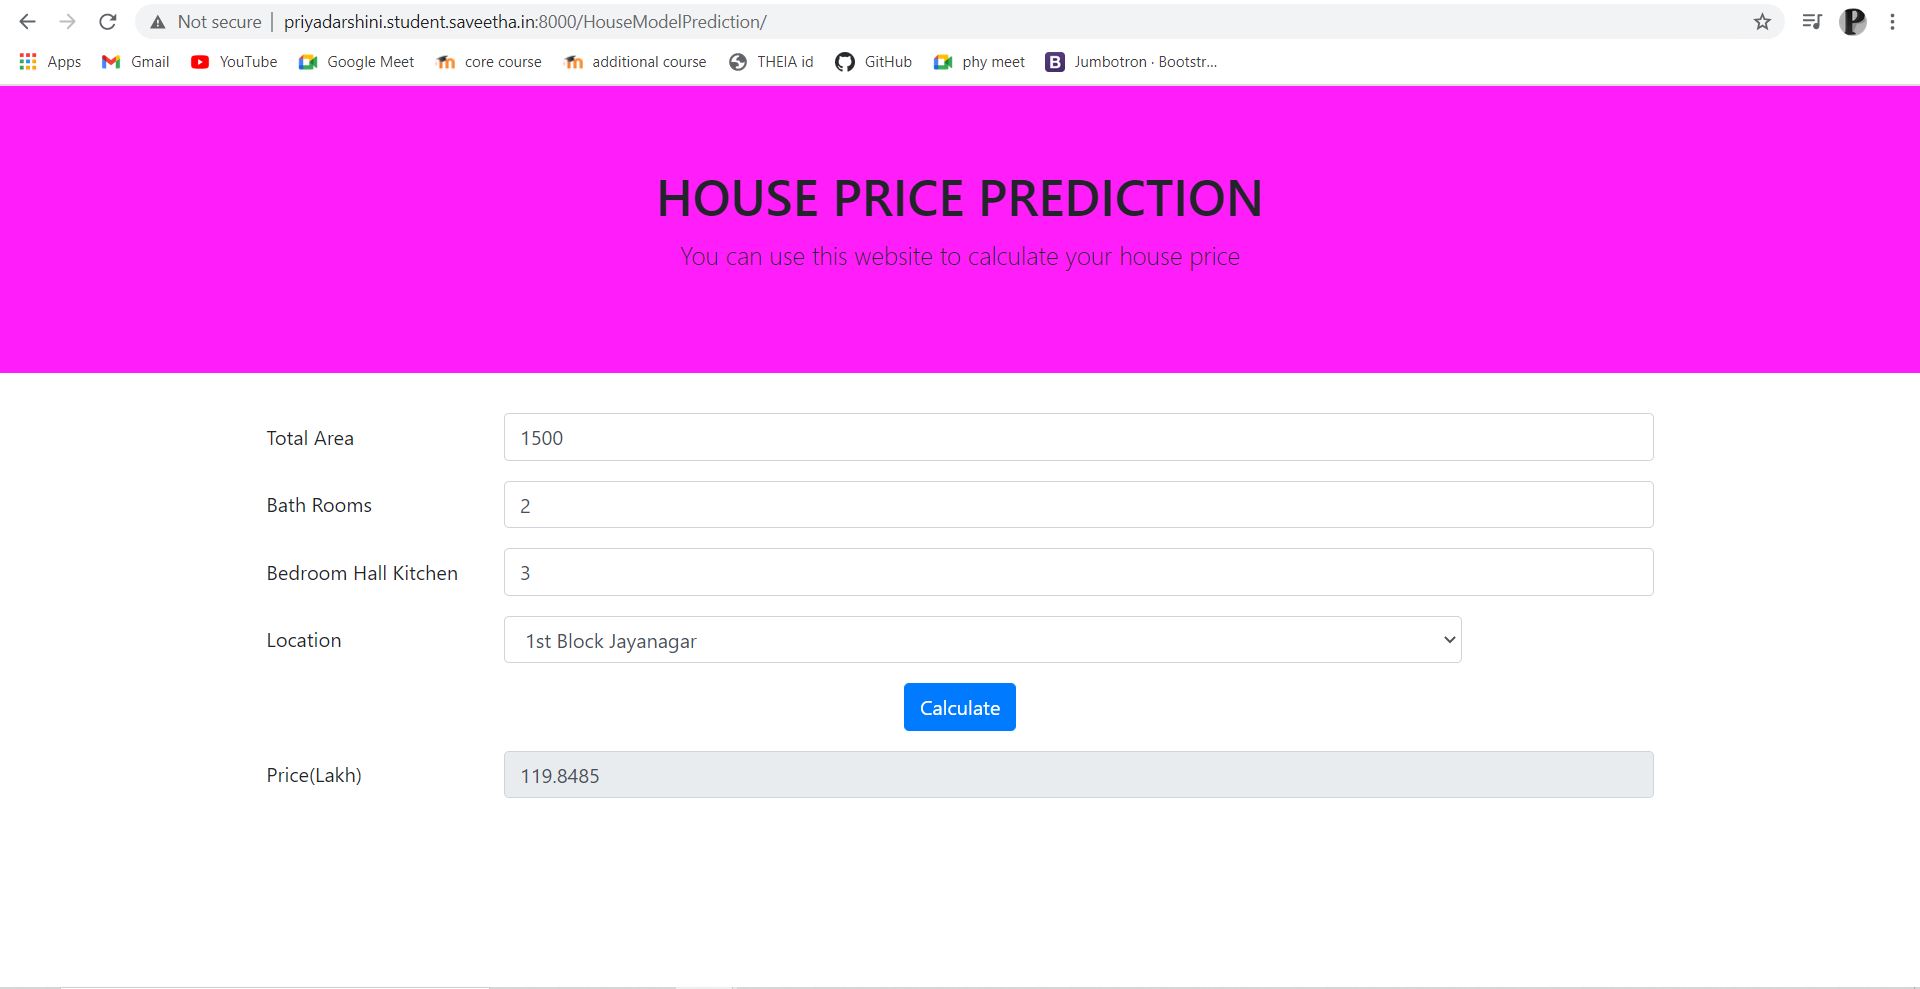 Not secure | priyadarshini.student.saveetha.in:8000/HouseModelPrediction/ P
Apps Gmail YouTube Google Meet core course additional course THEIA id GitHub phy meet B Jumbotron · Bootstr...
HOUSE PRICE PREDICTION
You can use this website to calculate your house price
Total Area 1500
Bath Rooms 2
Bedroom Hall Kitchen 3
Location 1st Block Jayanagar
Calculate
Price(Lakh) 119.8485